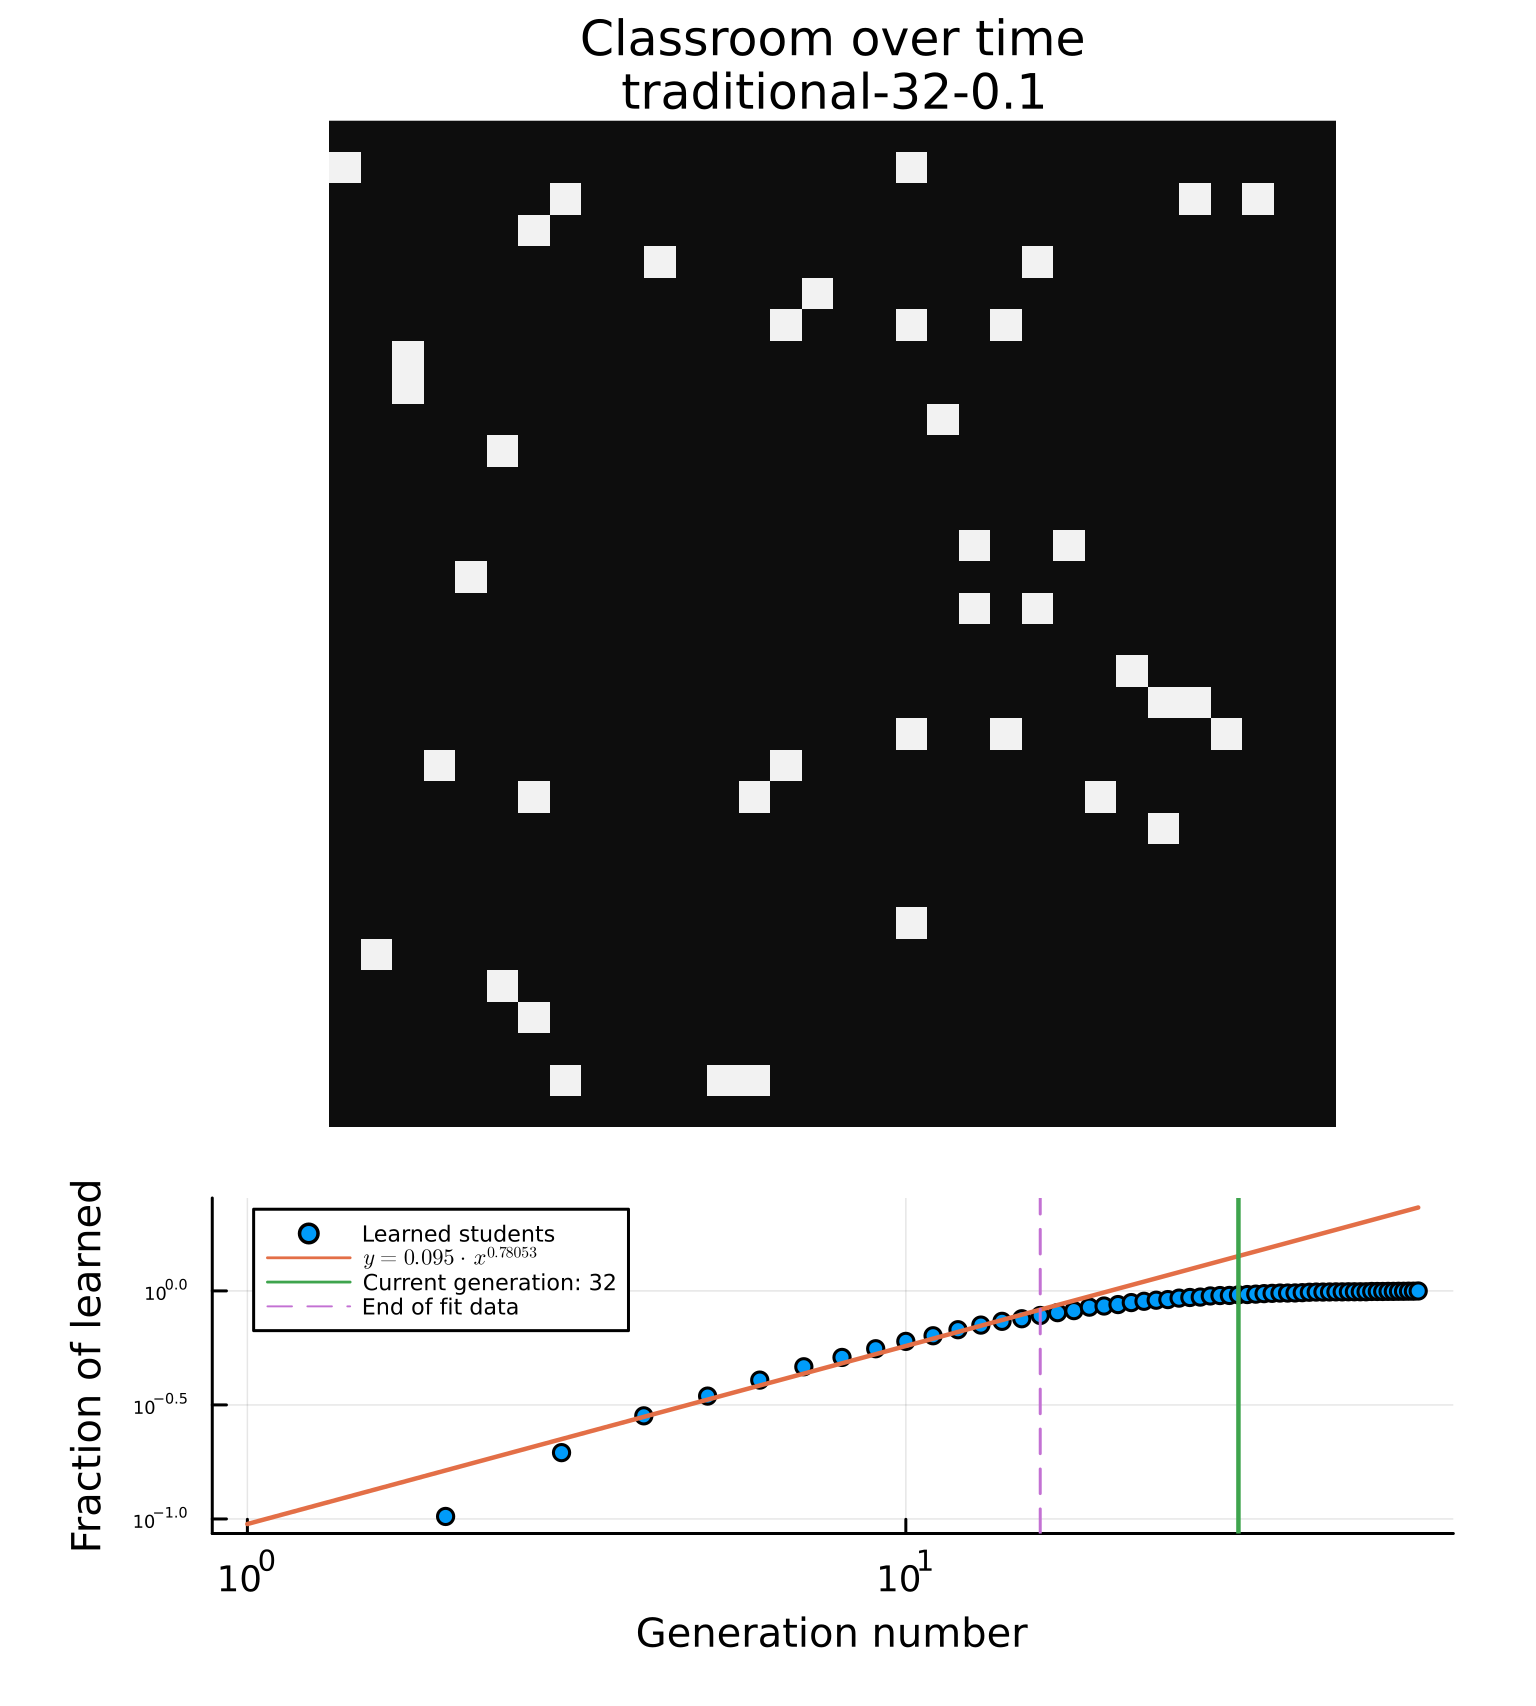 Classroom over time
traditional-32-0.1
Learned students
y = 0.095 · x^0.78053
Current generation: 32
End of fit data
Fraction of learned
10^0.0
10^−0.5
10^−1.0
10^0
10^1
Generation number